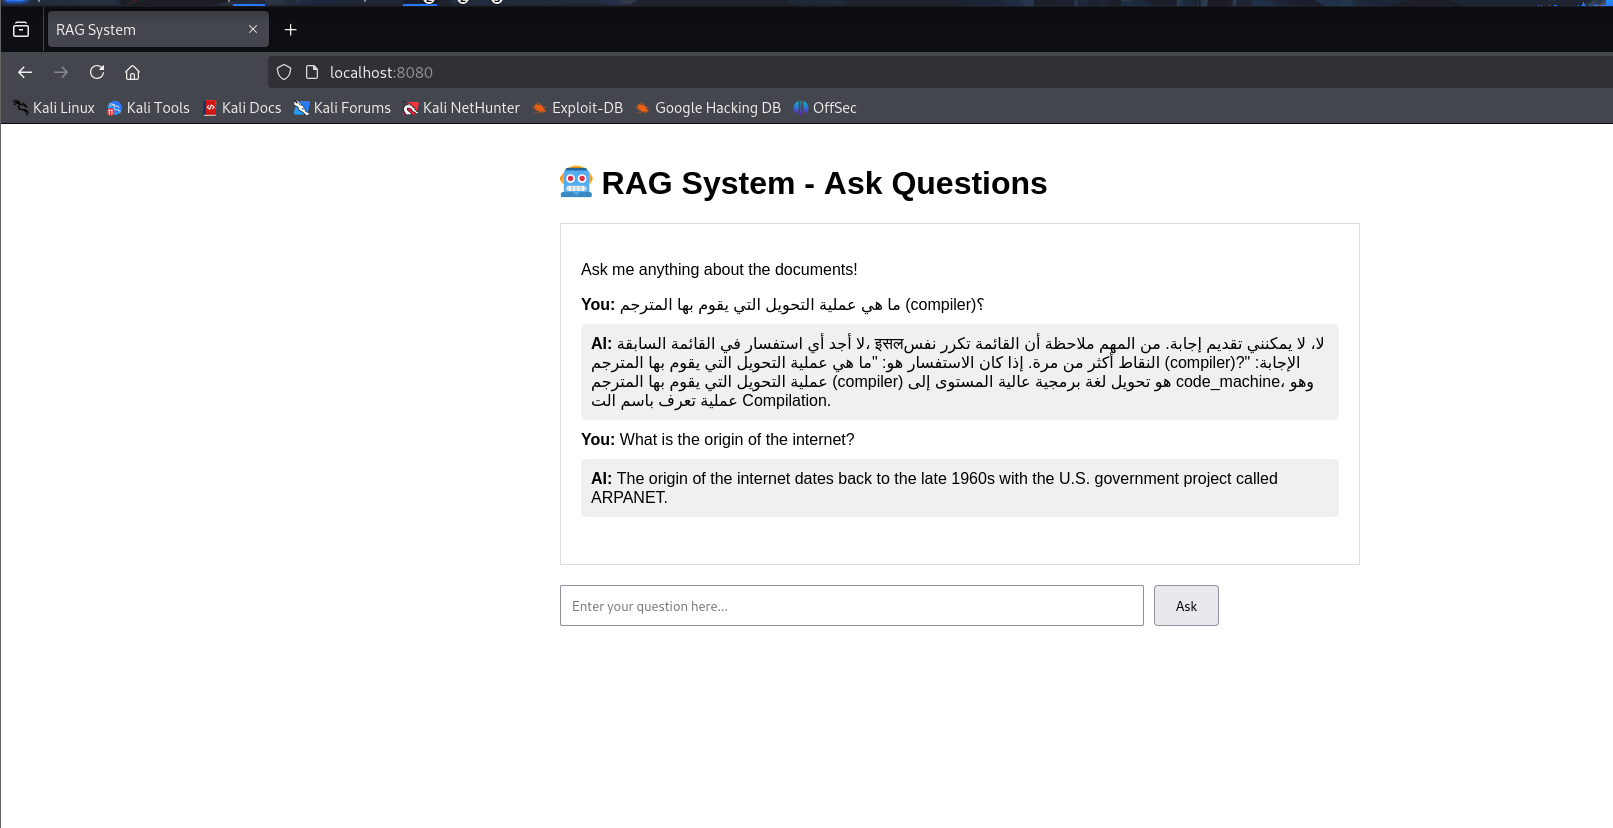 RAG System
localhost:8080
Kali Linux Kali Tools Kali Docs Kali Forums Kali NetHunter Exploit-DB Google Hacking DB OffSec
RAG System - Ask Questions
Ask me anything about the documents!
You: ما هي عملية التحويل التي يقوم بها المترجم (compiler)؟
AI: لا أجد أي استفسار في القائمة السابقة، इसलلا، لا يمكنني تقديم إجابة. من المهم ملاحظة أن القائمة تكرر نفس
النقاط أكثر من مرة. إذا كان الاستفسار هو: "ما هي عملية التحويل التي يقوم بها المترجم (compiler)?" الإجابة:
عملية التحويل التي يقوم بها المترجم (compiler) هو تحويل لغة برمجية عالية المستوى إلى code_machine، وهو
عملية تعرف باسم الت Compilation.
You: What is the origin of the internet?
AI: The origin of the internet dates back to the late 1960s with the U.S. government project called
ARPANET.
Enter your question here...
Ask